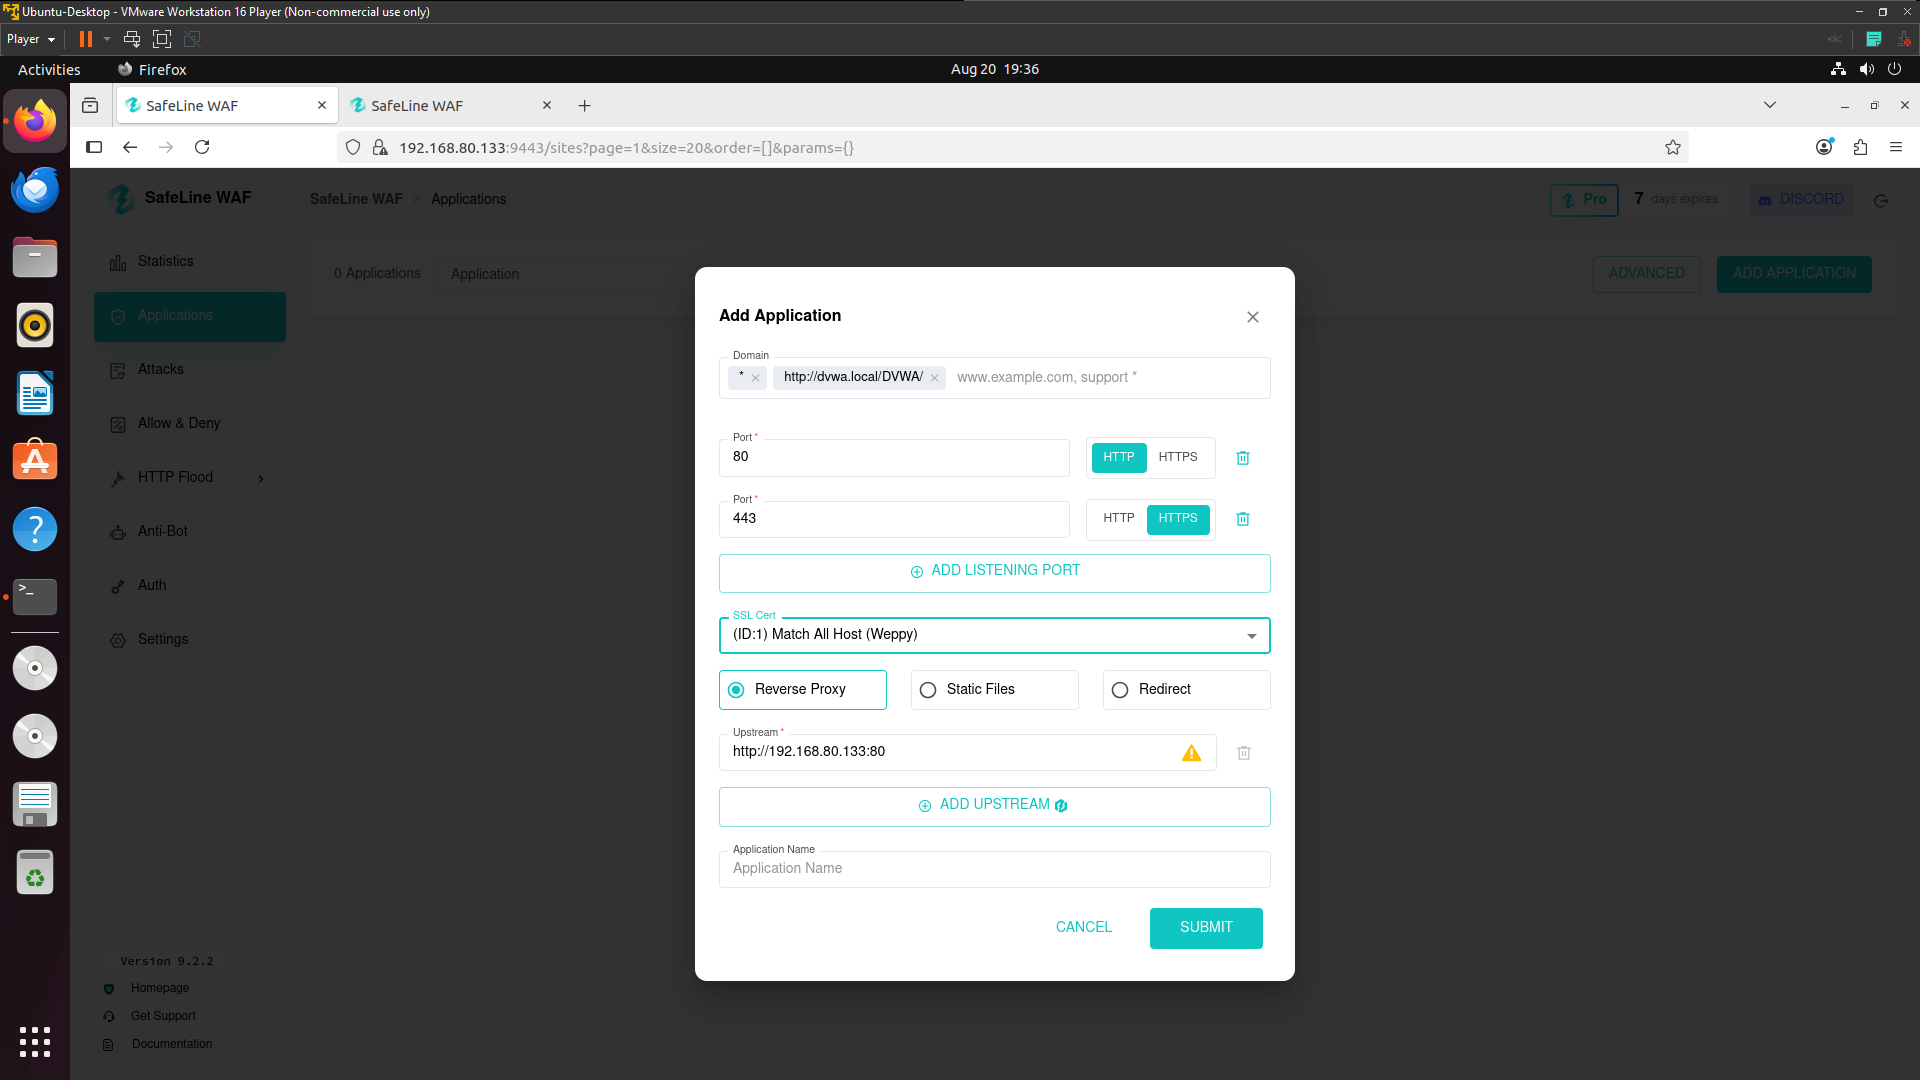 Ubuntu-Desktop - VMware Workstation 16 Player (Non-commercial use only)
Player
Activities
Firefox
Aug 20 19:36
SafeLine WAF
SafeLine WAF
192.168.80.133:9443/sites?page=1&size=20&order=[]&params={}
SafeLine WAF
SafeLine WAF > Applications
Pro
7 days expires
DISCORD
Statistics
0 Applications
Application
ADVANCED
ADD APPLICATION
Applications
Attacks
Allow & Deny
HTTP Flood
Anti-Bot
Auth
Settings
Add Application
Domain
* http://dvwa.local/DVWA/ www.example.com, support *
Port *
80
HTTP HTTPS
Port *
443
HTTP HTTPS
ADD LISTENING PORT
SSL Cert
(ID:1) Match All Host (Weppy)
Reverse Proxy
Static Files
Redirect
Upstream *
http://192.168.80.133:80
ADD UPSTREAM
Application Name
Application Name
CANCEL
SUBMIT
Version 9.2.2
Homepage
Get Support
Documentation